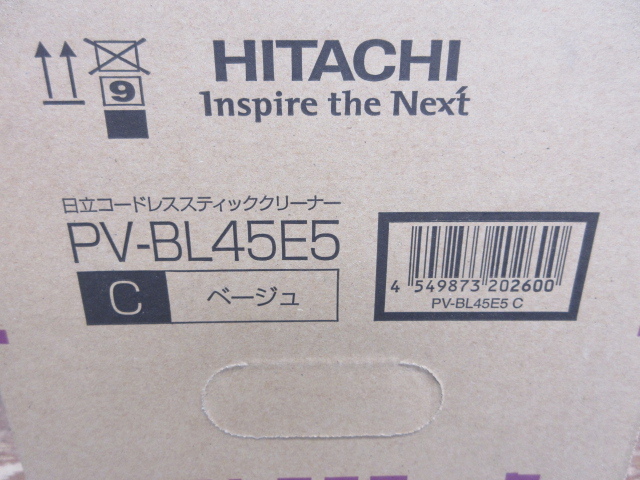 HITACHI
Inspire the Next
9
日立コードレススティッククリーナー
PV-BL45E5
C ベージュ
4 549873 202600
PV-BL45E5 C